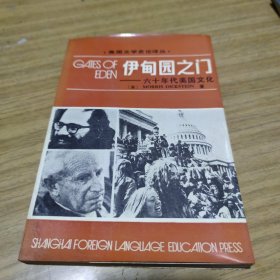 ·美国文学史论译丛·
GATES OF
EDEN
伊甸园之门
——六十年代美国文化
〔美〕 MORRIS DICKSTEIN 著
SHANGHAI FOREIGN LANGUAGE EDUCATION PRESS